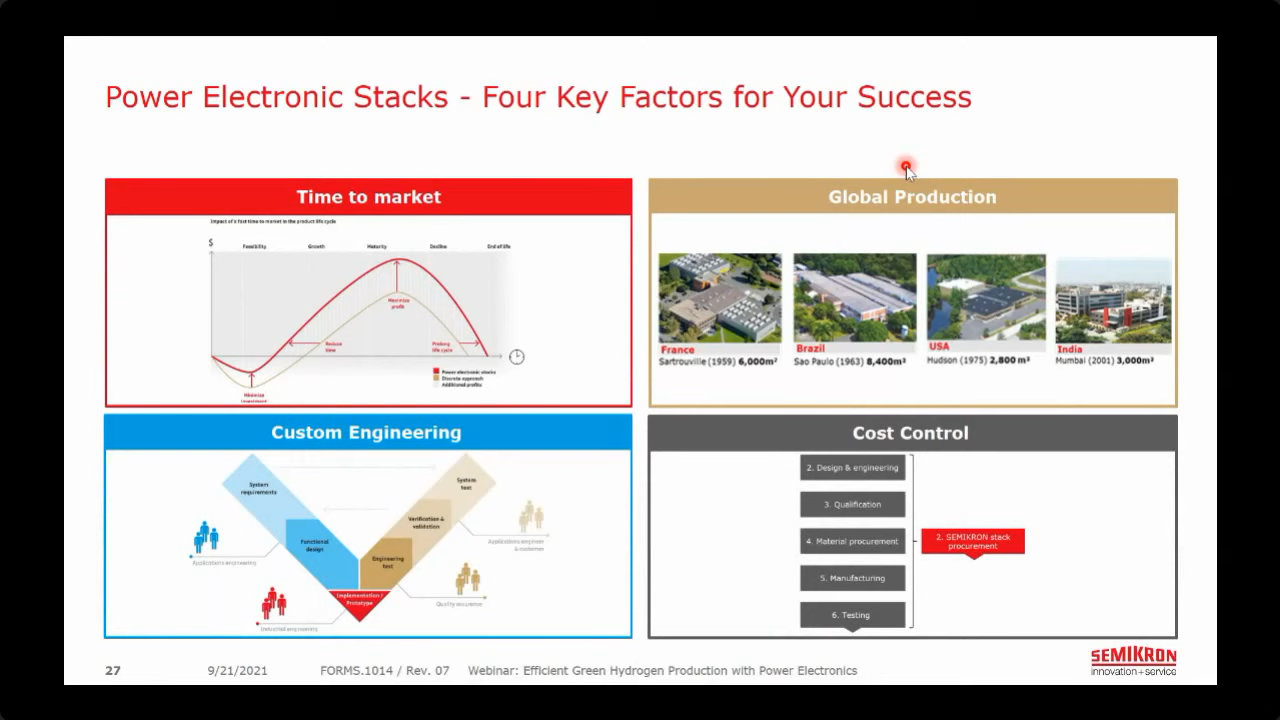 Power Electronic Stacks - Four Key Factors for Your Success
Time to market
Impact of a fast time to market in the product life cycle
$
Feasibility Growth Maturity Decline End of life
Maximize
profit
Reduce
time
Prolong
life cycle
Power electronic stacks
Discrete approach
Additional profits
Minimize
investment
Global Production
France
Sartrouville (1959) 6,000m²
Brazil
Sao Paulo (1963) 8,400m²
USA
Hudson (1975) 2,800 m²
India
Mumbai (2001) 3,000m²
Custom Engineering
System
requirements
Functional
design
Implementation /
Prototype
Engineering
test
Verification &
validation
System
test
Applications engineering
Industrial engineering
Quality assurance
Applications engineer
& customer
Cost Control
2. Design & engineering
3. Qualification
4. Material procurement
5. Manufacturing
6. Testing
2. SEMIKRON stack
procurement
27 9/21/2021 FORMS.1014 / Rev. 07 Webinar: Efficient Green Hydrogen Production with Power Electronics
SEMIKRON
innovation+service